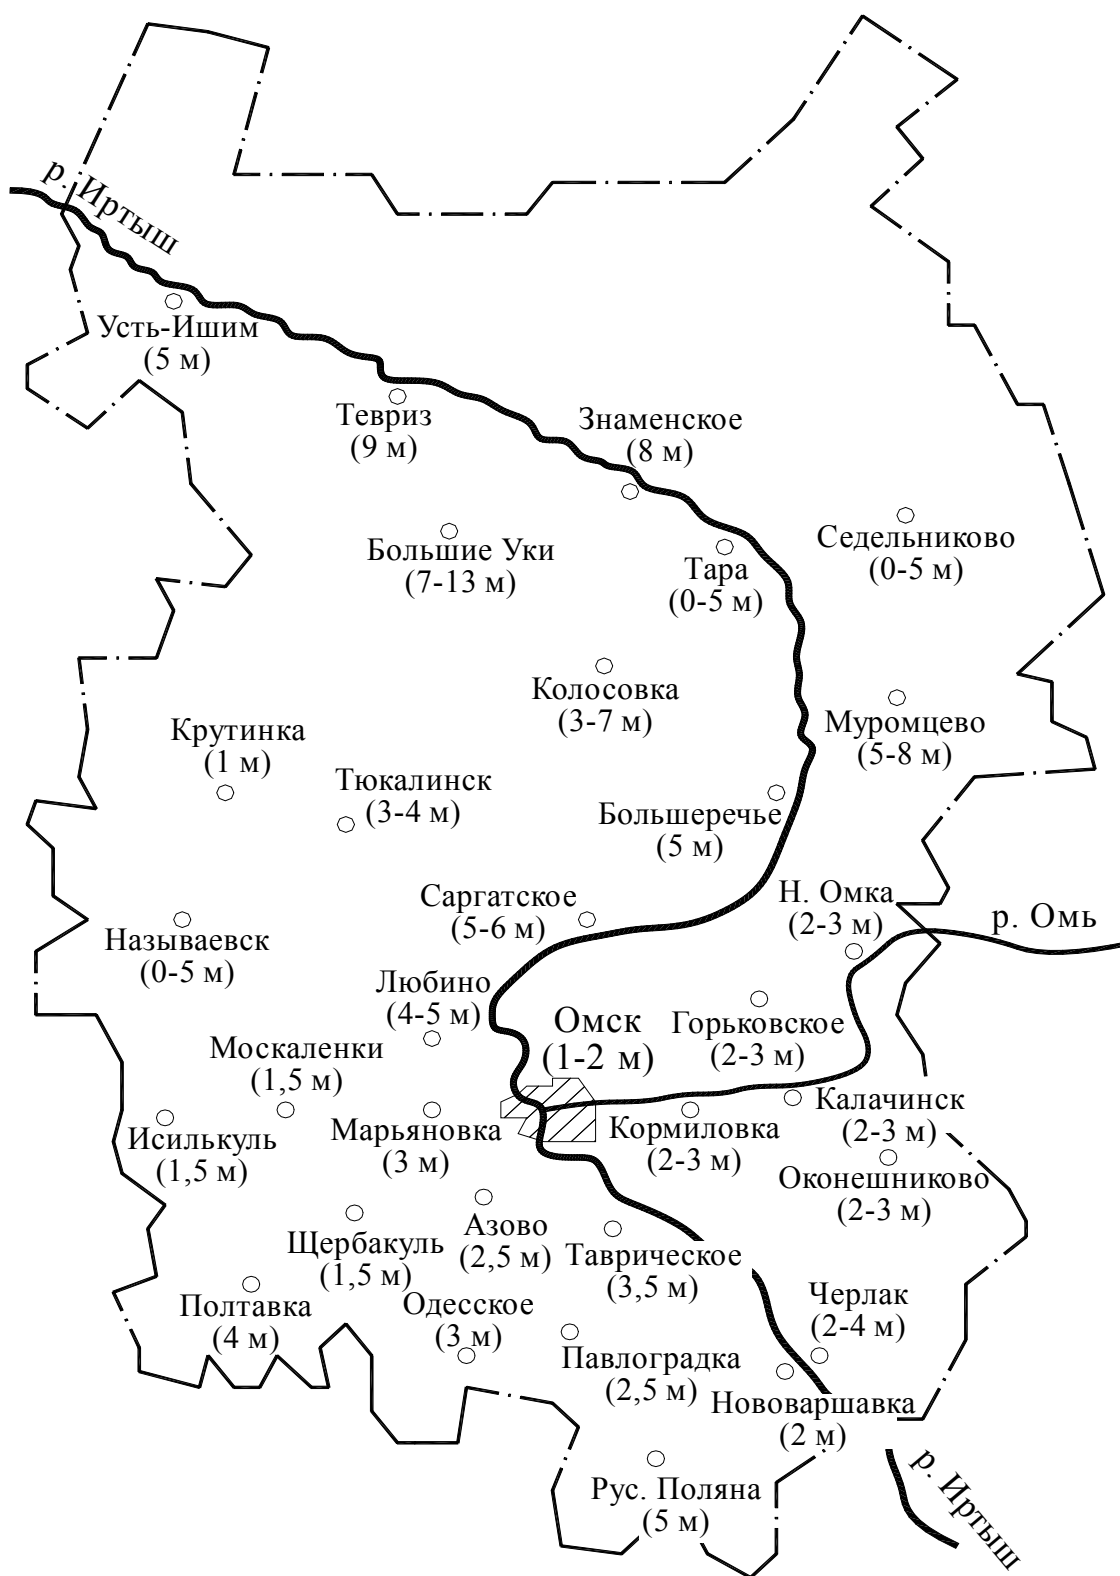 р. Иртыш
Усть-Ишим
(5 м)
Тевриз
(9 м)
Знаменское
(8 м)
Большие Уки
(7-13 м)
Тара
(0-5 м)
Седельниково
(0-5 м)
Колосовка
(3-7 м)
Муромцево
(5-8 м)
Крутинка
(1 м)
Тюкалинск
(3-4 м)
Большеречье
(5 м)
Саргатское
(5-6 м)
Н. Омка
(2-3 м)
р. Омь
Называевск
(0-5 м)
Любино
(4-5 м)
Омск
(1-2 м)
Горьковское
(2-3 м)
Москаленки
(1,5 м)
Исилькуль
(1,5 м)
Марьяновка
(3 м)
Кормиловка
(2-3 м)
Калачинск
(2-3 м)
Оконешниково
(2-3 м)
Щербакуль
(1,5 м)
Азово
(2,5 м)
Таврическое
(3,5 м)
Полтавка
(4 м)
Одесское
(3 м)
Черлак
(2-4 м)
Павлоградка
(2,5 м)
Нововаршавка
(2 м)
Рус. Поляна
(5 м)
р. Иртыш